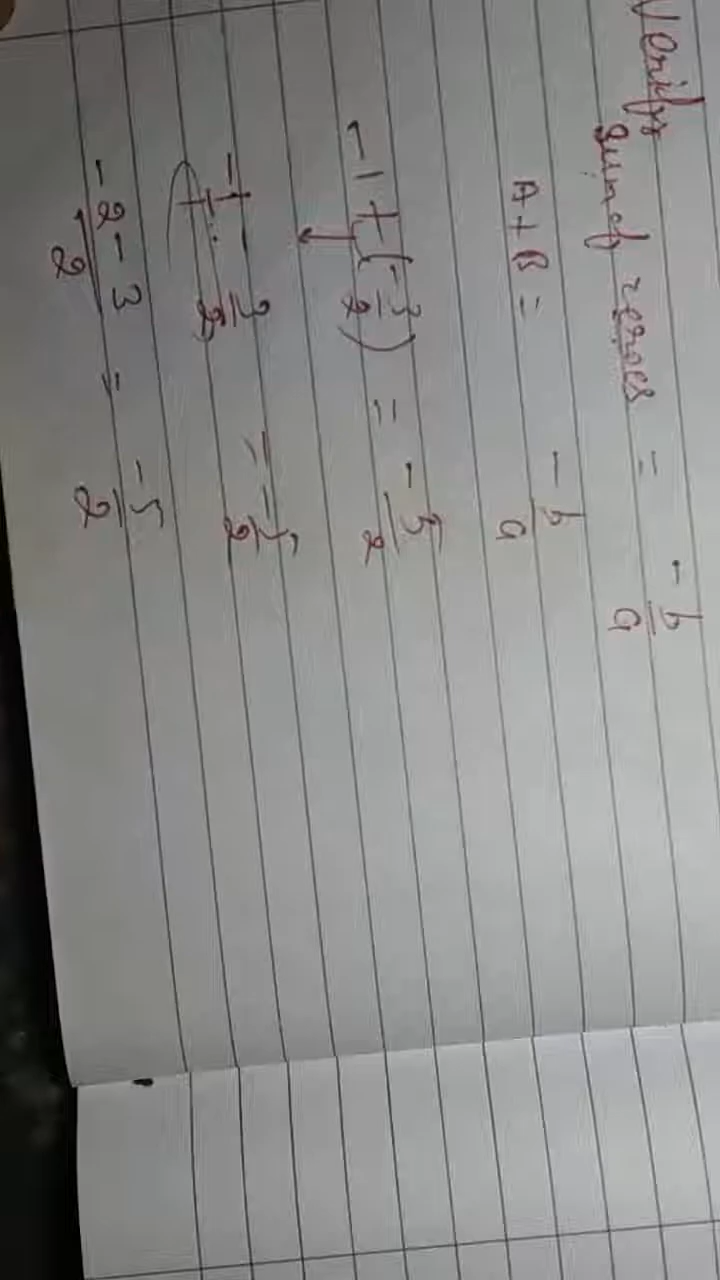 Verify
sum of zeroes = -b/a
A + B = -b/a
-1 + (-3/2) = -5/2
-1/1 - 3/2 = -5/2
-2-3/2 = -5/2